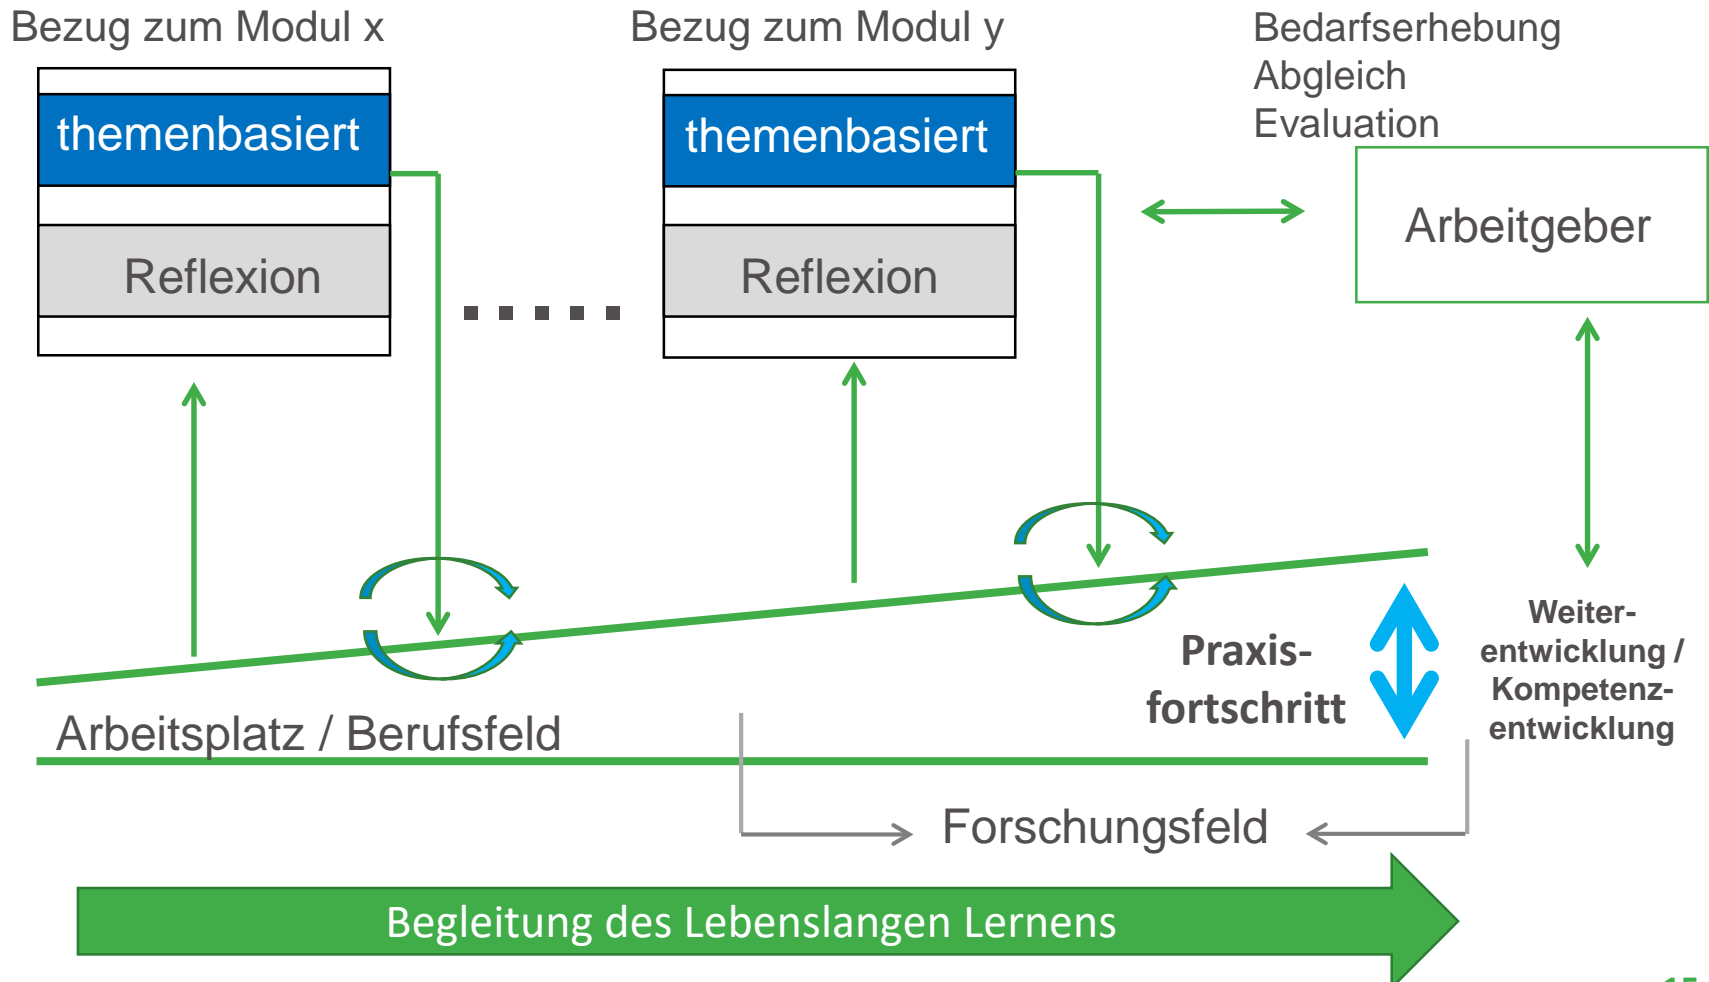 Bezug zum Modul x
themenbasiert
Reflexion
Bezug zum Modul y
themenbasiert
Reflexion
Bedarfserhebung
Abgleich
Evaluation
Arbeitgeber
Arbeitsplatz / Berufsfeld
Praxis-
fortschritt
Weiter-
entwicklung /
Kompetenz-
entwicklung
Forschungsfeld
Begleitung des Lebenslangen Lernens